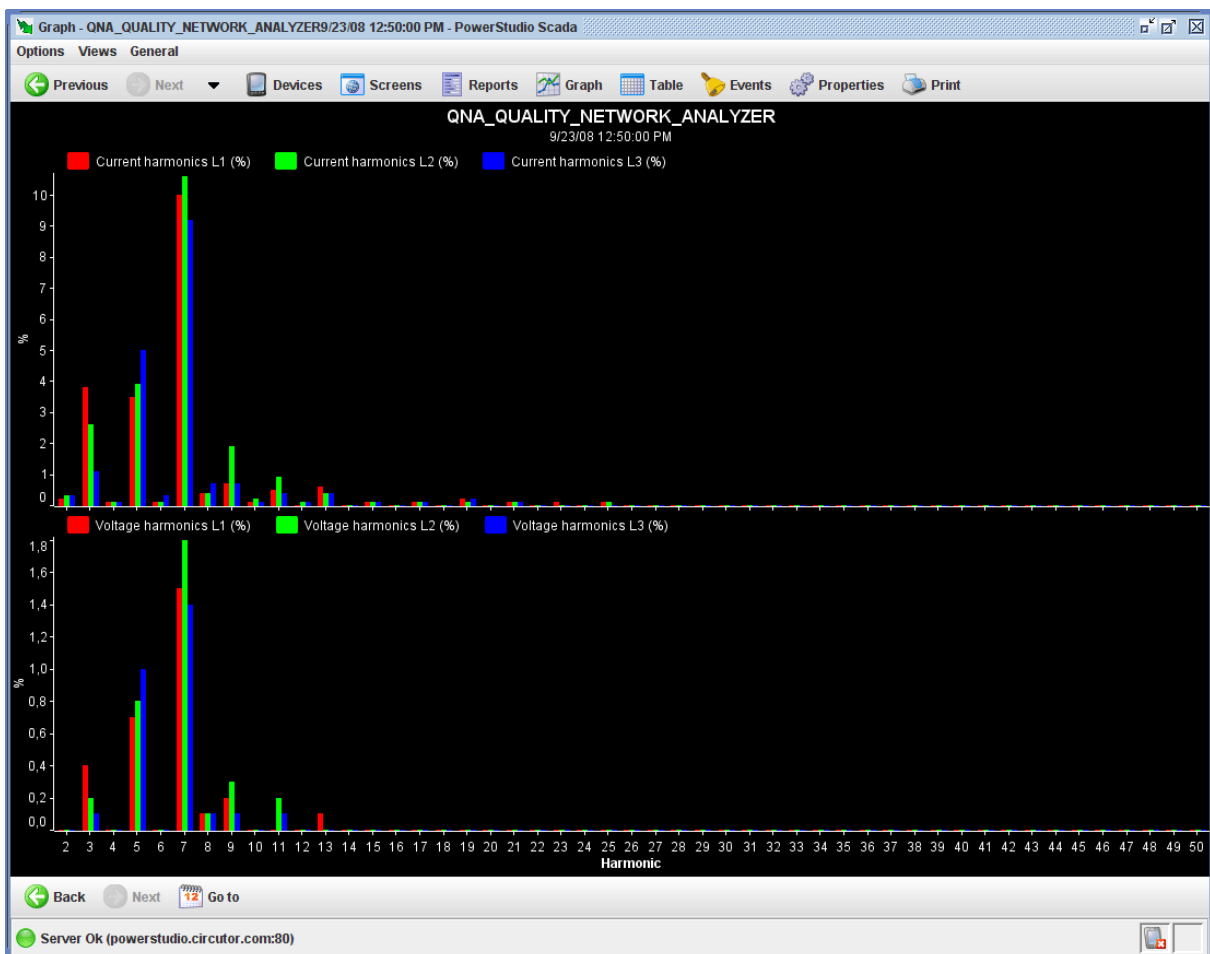 Graph - QNA_QUALITY_NETWORK_ANALYZER9/23/08 12:50:00 PM - PowerStudio Scada
Options Views General
Previous Next Devices Screens Reports Graph Table Events Properties Print
QNA_QUALITY_NETWORK_ANALYZER
9/23/08 12:50:00 PM
Current harmonics L1 (%) Current harmonics L2 (%) Current harmonics L3 (%)
10
9
8
7
6
%
5
4
3
2
1
0
Voltage harmonics L1 (%) Voltage harmonics L2 (%) Voltage harmonics L3 (%)
1,8
1,6
1,4
1,2
1,0
%
0,8
0,6
0,4
0,2
0,0
2 3 4 5 6 7 8 9 10 11 12 13 14 15 16 17 18 19 20 21 22 23 24 25 26 27 28 29 30 31 32 33 34 35 36 37 38 39 40 41 42 43 44 45 46 47 48 49 50
Harmonic
Back Next 12 Go to
Server Ok (powerstudio.circutor.com:80)